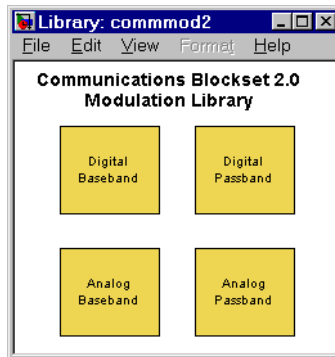 Library: commmod2
File Edit View Format Help
Communications Blockset 2.0
Modulation Library
Digital
Baseband
Digital
Passband
Analog
Baseband
Analog
Passband